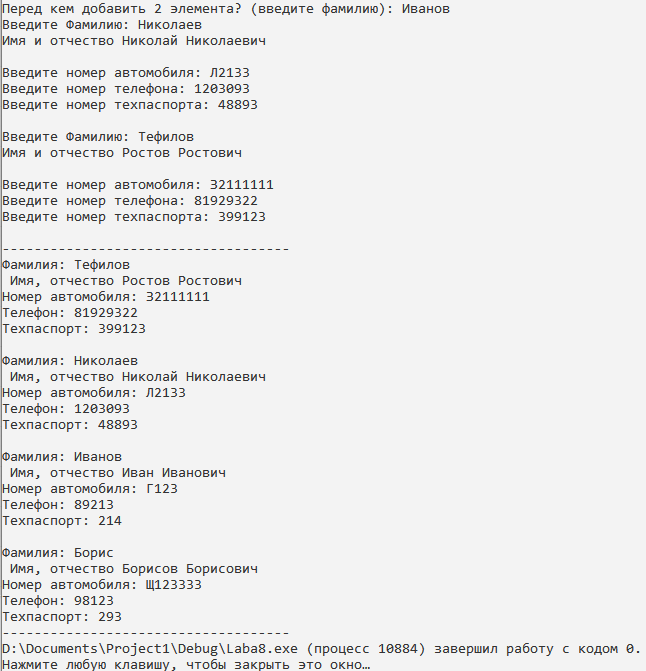 Перед кем добавить 2 элемента? (введите фамилию): Иванов
Введите Фамилию: Николаев
Имя и отчество Николай Николаевич
Введите номер автомобиля: Л2133
Введите номер телефона: 1203093
Введите номер техпаспорта: 48893
Введите Фамилию: Тефилов
Имя и отчество Ростов Ростович
Введите номер автомобиля: 32111111
Введите номер телефона: 81929322
Введите номер техпаспорта: 399123
------------------------------------
Фамилия: Тефилов
Имя, отчество Ростов Ростович
Номер автомобиля: 32111111
Телефон: 81929322
Техпаспорт: 399123
Фамилия: Николаев
Имя, отчество Николай Николаевич
Номер автомобиля: Л2133
Телефон: 1203093
Техпаспорт: 48893
Фамилия: Иванов
Имя, отчество Иван Иванович
Номер автомобиля: Г123
Телефон: 89213
Техпаспорт: 214
Фамилия: Борис
Имя, отчество Борисов Борисович
Номер автомобиля: Щ123333
Телефон: 98123
Техпаспорт: 293
------------------------------------
D:\Documents\Project1\Debug\Laba8.exe (процесс 10884) завершил работу с кодом 0.
Нажмите любую клавишу, чтобы закрыть это окно…